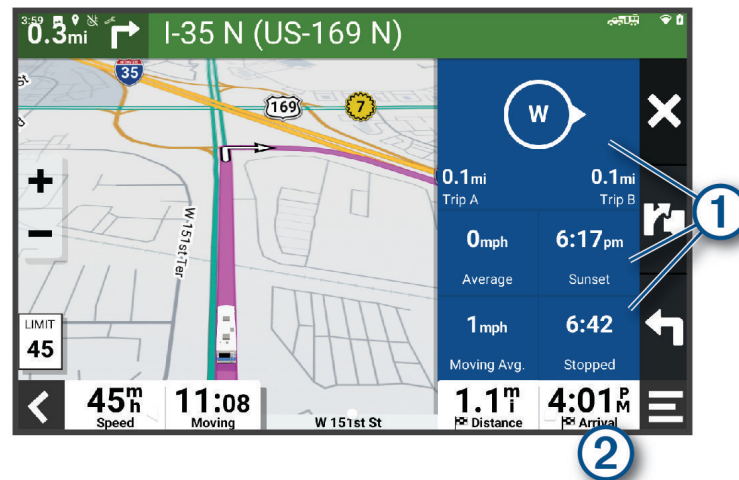 3:59
0.3mi I-35 N (US-169 N)
35
169
7
W
0.1mi 0.1mi
Trip A Trip B
1
+
-
W 151st Ter
0mph 6:17pm
Average Sunset
1mph 6:42
Moving Avg. Stopped
LIMIT
45
45mh 11:08 1.1mi 4:01PM
Speed Moving W 151st St Distance Arrival
2